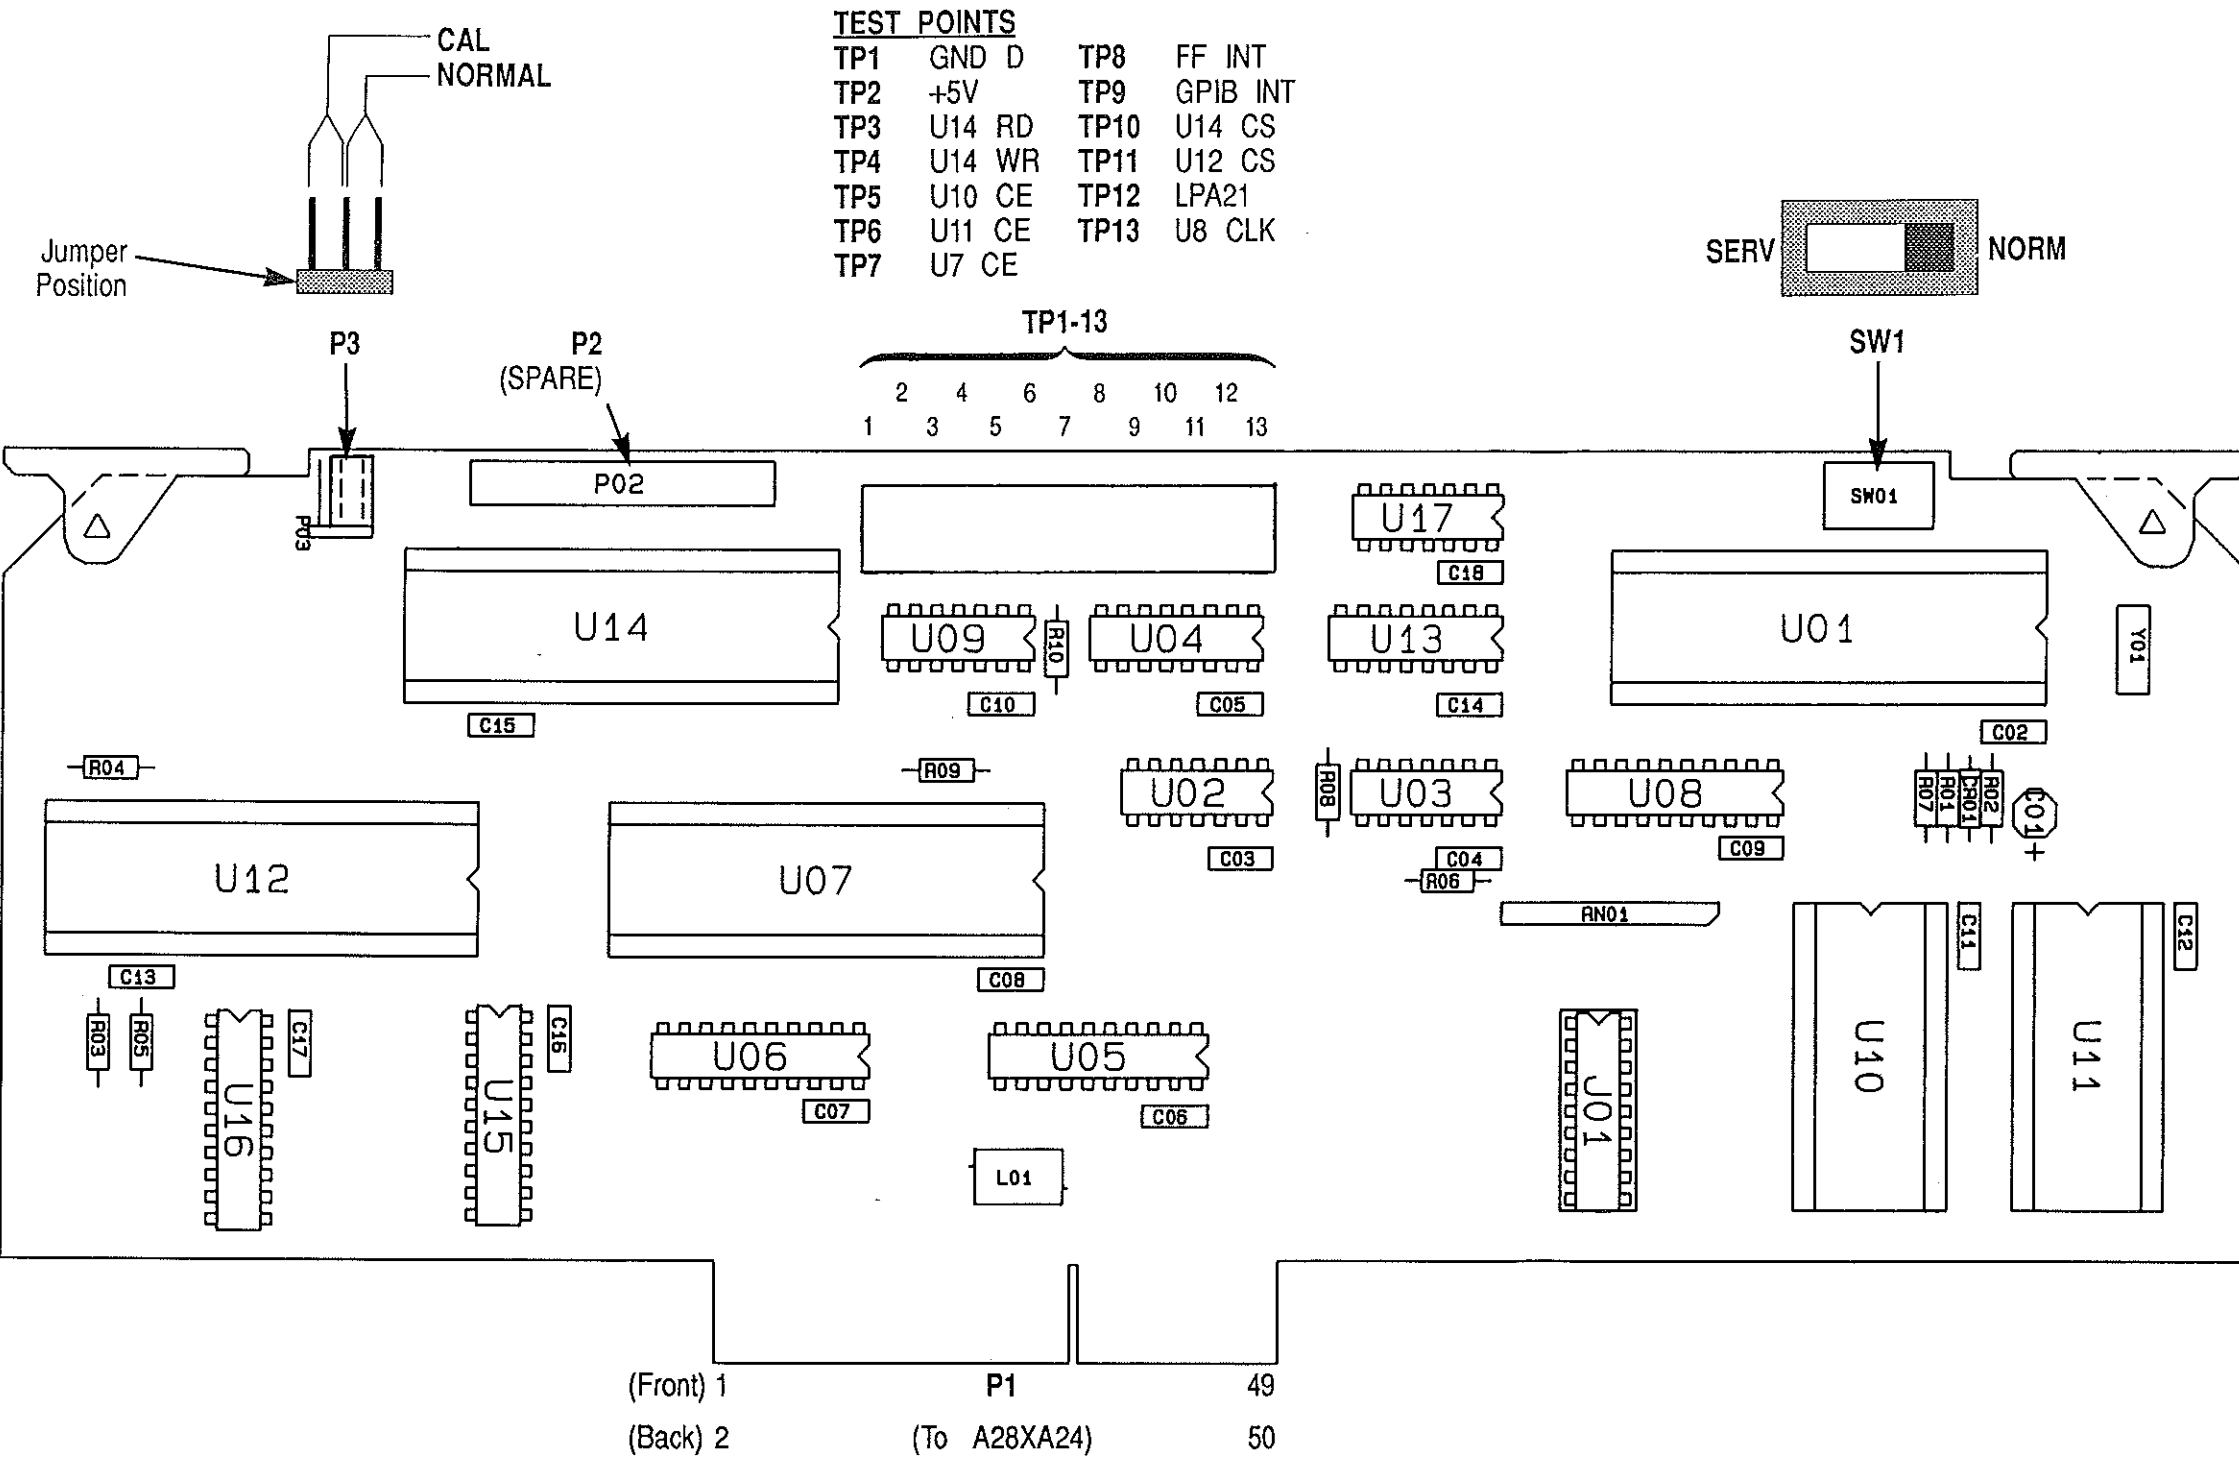 CAL
NORMAL
Jumper
Position
TEST POINTS
TP1 GND D TP8 FF INT
TP2 +5V TP9 GPIB INT
TP3 U14 RD TP10 U14 CS
TP4 U14 WR TP11 U12 CS
TP5 U10 CE TP12 LPA21
TP6 U11 CE TP13 U8 CLK
TP7 U7 CE
SERV NORM
P3
P2
(SPARE)
TP1-13
SW1
2 4 6 8 10 12
1 3 5 7 9 11 13
P03
P02
U17
SW01
C18
U14
U09
R10
U04
U13
U01
Y01
C15
C10
C05
C14
C02
R04
R09
U02
R08
U03
U08
R07
R01
CR01
R02
C01
+
C03
C04
R06
C09
U12
U07
RN01
C11
C12
C13
C08
R03
R05
U16
C17
U15
C16
U06
U05
J01
U10
U11
C07
C06
L01
(Front) 1 P1 49
(Back) 2 (To A28XA24) 50